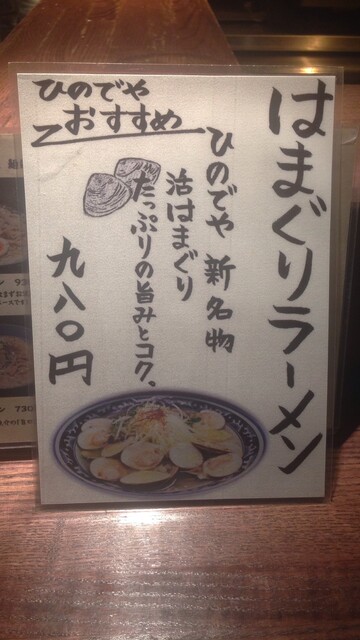 はまぐりラーメン
ひのでや
おすすめ
ひのでや 新名物
活はまぐり
たっぷりの旨みとコク。
九八〇円